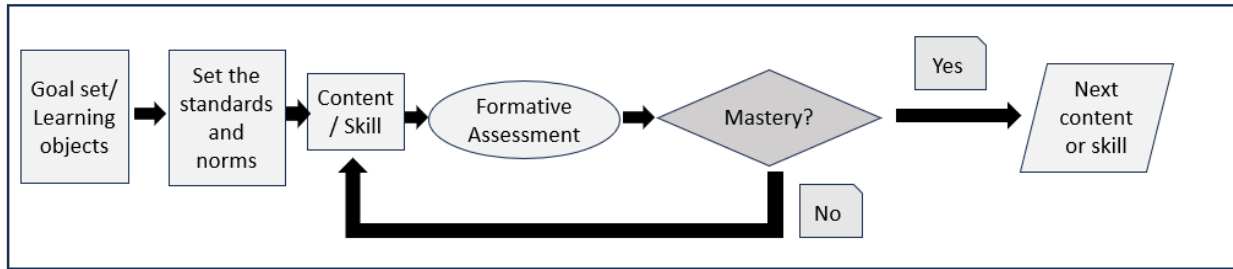 Goal set/
Learning
objects
Set the
standards
and
norms
Content
/ Skill
Formative
Assessment
Mastery?
Yes
No
Next
content
or skill